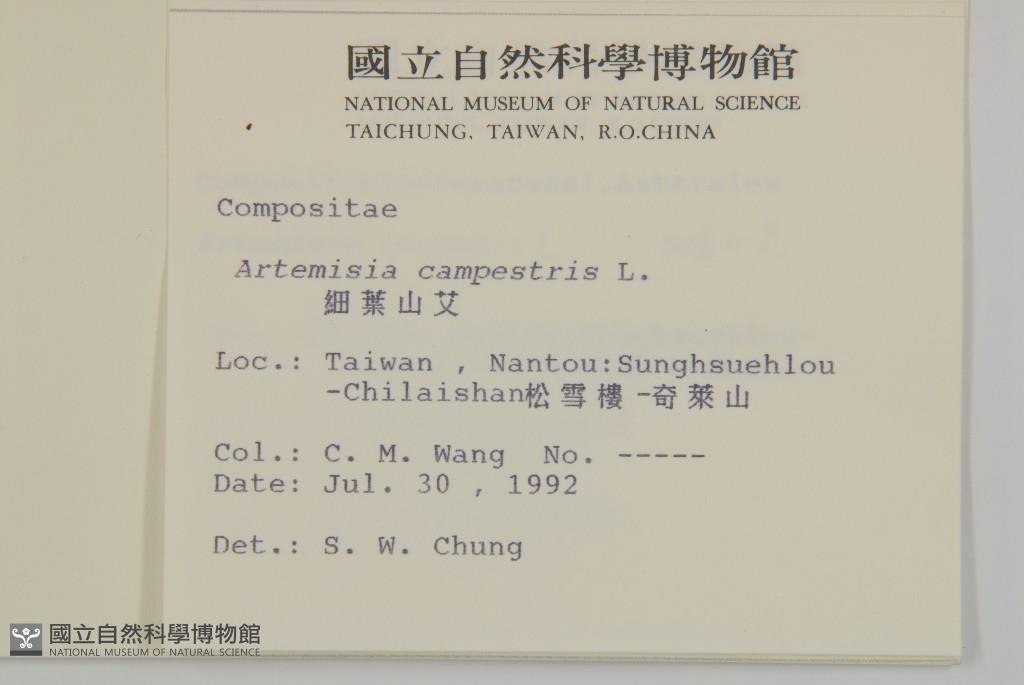 國立自然科學博物館
NATIONAL MUSEUM OF NATURAL SCIENCE
TAICHUNG, TAIWAN, R.O.CHINA
Compositae
Artemisia campestris L.
細葉山艾
Loc.: Taiwan , Nantou:Sunghsuehlou
-Chilaishan松雪樓-奇萊山
Col.: C. M. Wang No. -----
Date: Jul. 30 , 1992
Det.: S. W. Chung
國立自然科學博物館
NATIONAL MUSEUM OF NATURAL SCIENCE